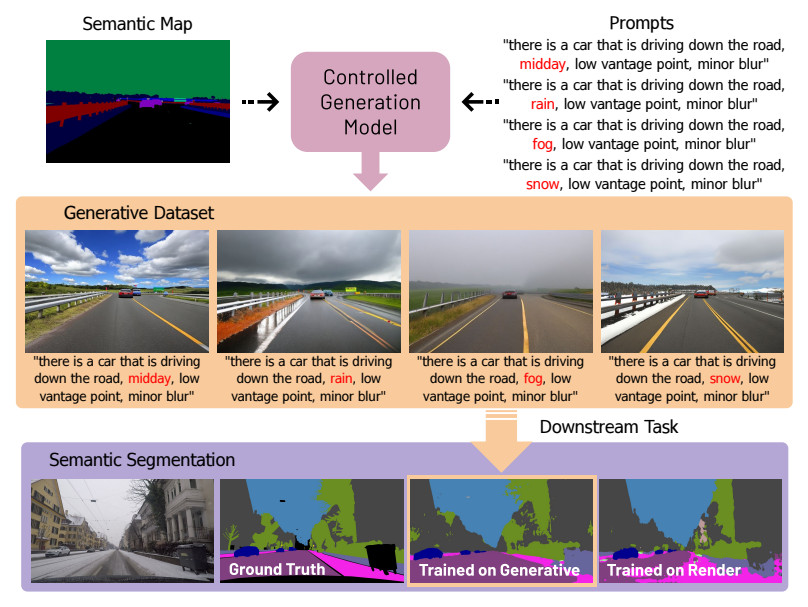 Semantic Map
Controlled
Generation
Model
Prompts
"there is a car that is driving down the road,
midday, low vantage point, minor blur"
"there is a car that is driving down the road,
rain, low vantage point, minor blur"
"there is a car that is driving down the road,
fog, low vantage point, minor blur"
"there is a car that is driving down the road,
snow, low vantage point, minor blur"
Generative Dataset
"there is a car that is driving
down the road, midday, low
vantage point, minor blur"
"there is a car that is driving
down the road, rain, low
vantage point, minor blur"
"there is a car that is driving
down the road, fog, low
vantage point, minor blur"
"there is a car that is driving
down the road, snow, low
vantage point, minor blur"
Downstream Task
Semantic Segmentation
Ground Truth
Trained on Generative
Trained on Render